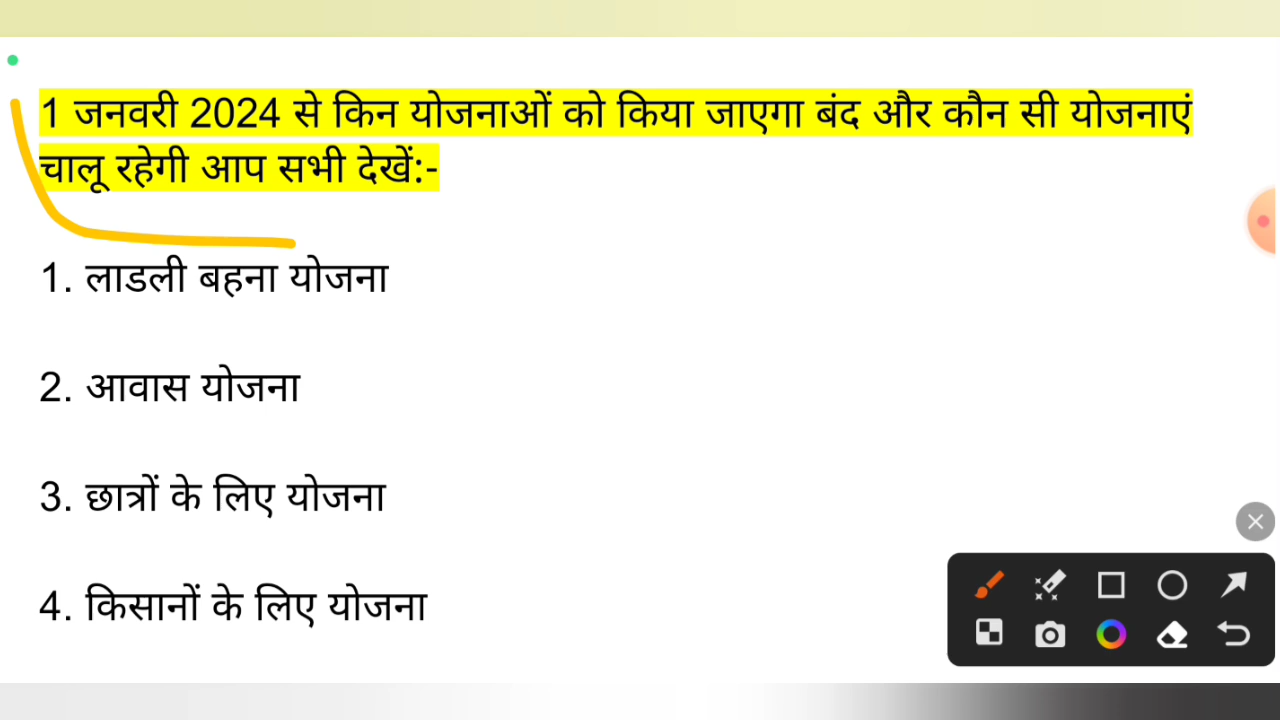 1 जनवरी 2024 से किन योजनाओं को किया जाएगा बंद और कौन सी योजनाएं
चालू रहेगी आप सभी देखें:-
1. लाडली बहना योजना
2. आवास योजना
3. छात्रों के लिए योजना
4. किसानों के लिए योजना